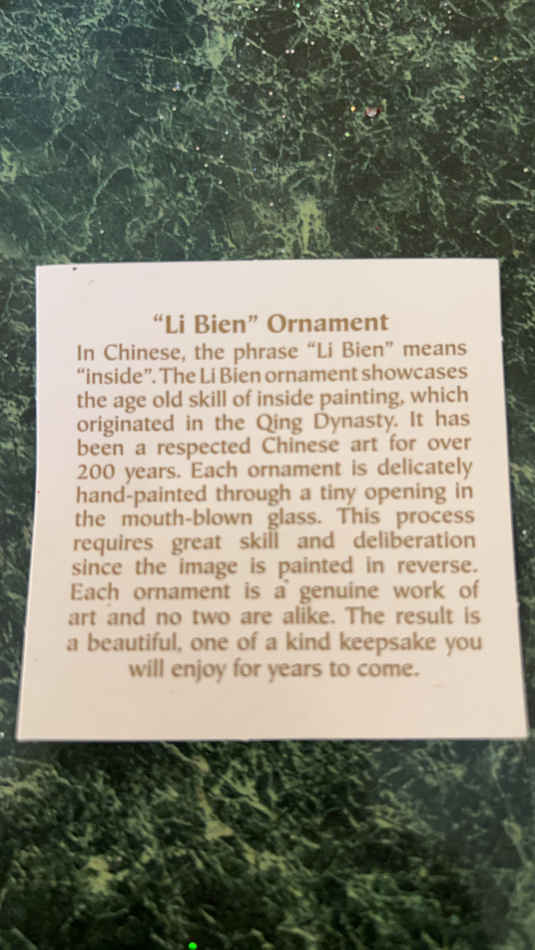 “Li Bien” Ornament
In Chinese, the phrase “Li Bien” means
“inside”. The Li Bien ornament showcases
the age old skill of inside painting, which
originated in the Qing Dynasty. It has
been a respected Chinese art for over
200 years. Each ornament is delicately
hand-painted through a tiny opening in
the mouth-blown glass. This process
requires great skill and deliberation
since the image is painted in reverse.
Each ornament is a genuine work of
art and no two are alike. The result is
a beautiful, one of a kind keepsake you
will enjoy for years to come.